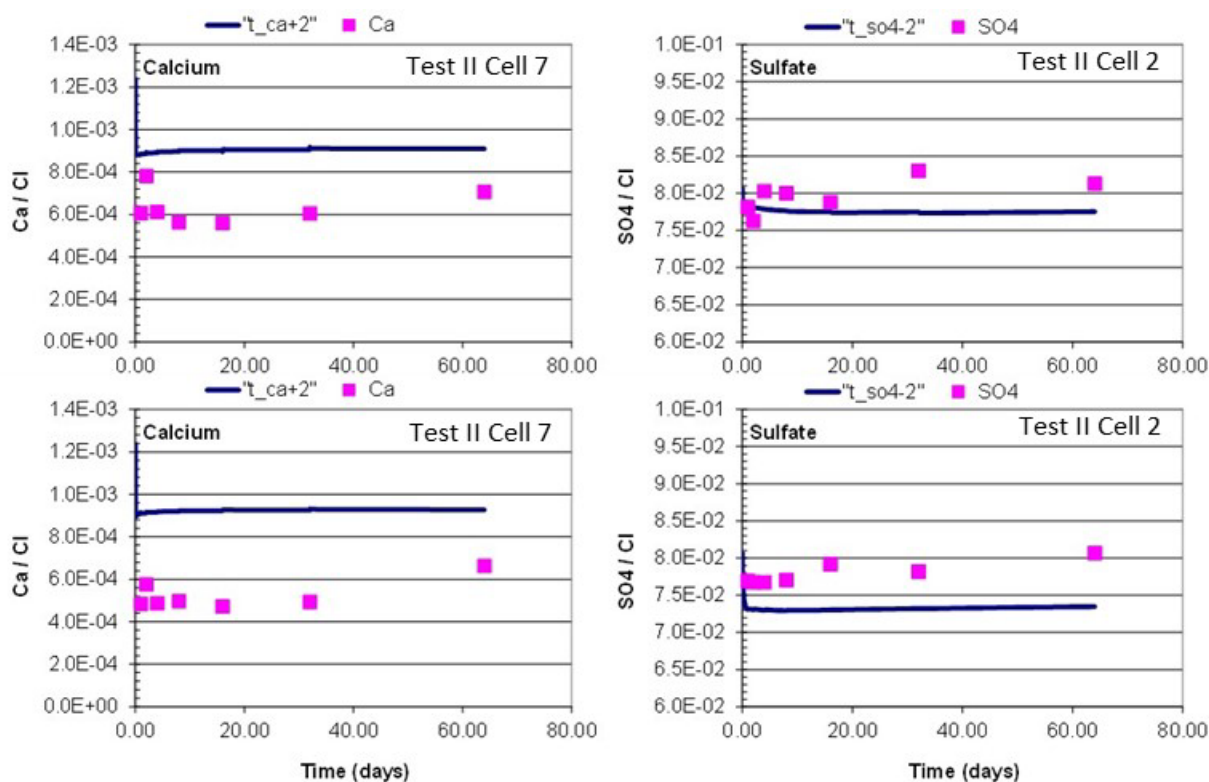 "t_ca+2" Ca
1.4E-03
1.2E-03
1.0E-03
8.0E-04
6.0E-04
4.0E-04
2.0E-04
0.0E+00
Ca / Cl
Calcium
Test II Cell 7
0.00 20.00 40.00 60.00 80.00
"t_so4-2" SO4
1.0E-01
9.5E-02
9.0E-02
8.5E-02
8.0E-02
7.5E-02
7.0E-02
6.5E-02
6.0E-02
SO4 / Cl
Sulfate
Test II Cell 2
0.00 20.00 40.00 60.00 80.00
"t_ca+2" Ca
1.4E-03
1.2E-03
1.0E-03
8.0E-04
6.0E-04
4.0E-04
2.0E-04
0.0E+00
Ca / Cl
Calcium
Test II Cell 7
0.00 20.00 40.00 60.00 80.00
Time (days)
"t_so4-2" SO4
1.0E-01
9.5E-02
9.0E-02
8.5E-02
8.0E-02
7.5E-02
7.0E-02
6.5E-02
6.0E-02
SO4 / Cl
Sulfate
Test II Cell 2
0.00 20.00 40.00 60.00 80.00
Time (days)